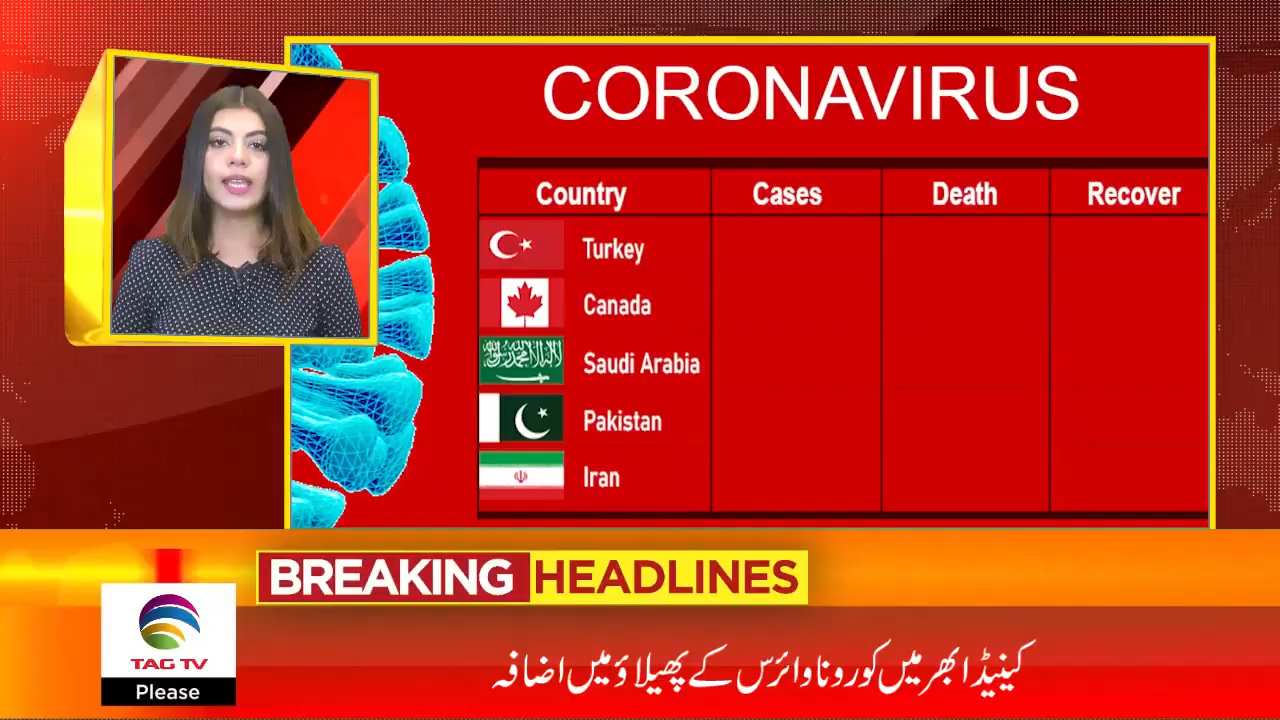 CORONAVIRUS
Country Cases Death Recover
Turkey
Canada
Saudi Arabia
Pakistan
Iran
BREAKING HEADLINES
TAG TV
Please
کینیڈا بھر میں کورونا وائرس کے پھیلاؤ میں اضافہ